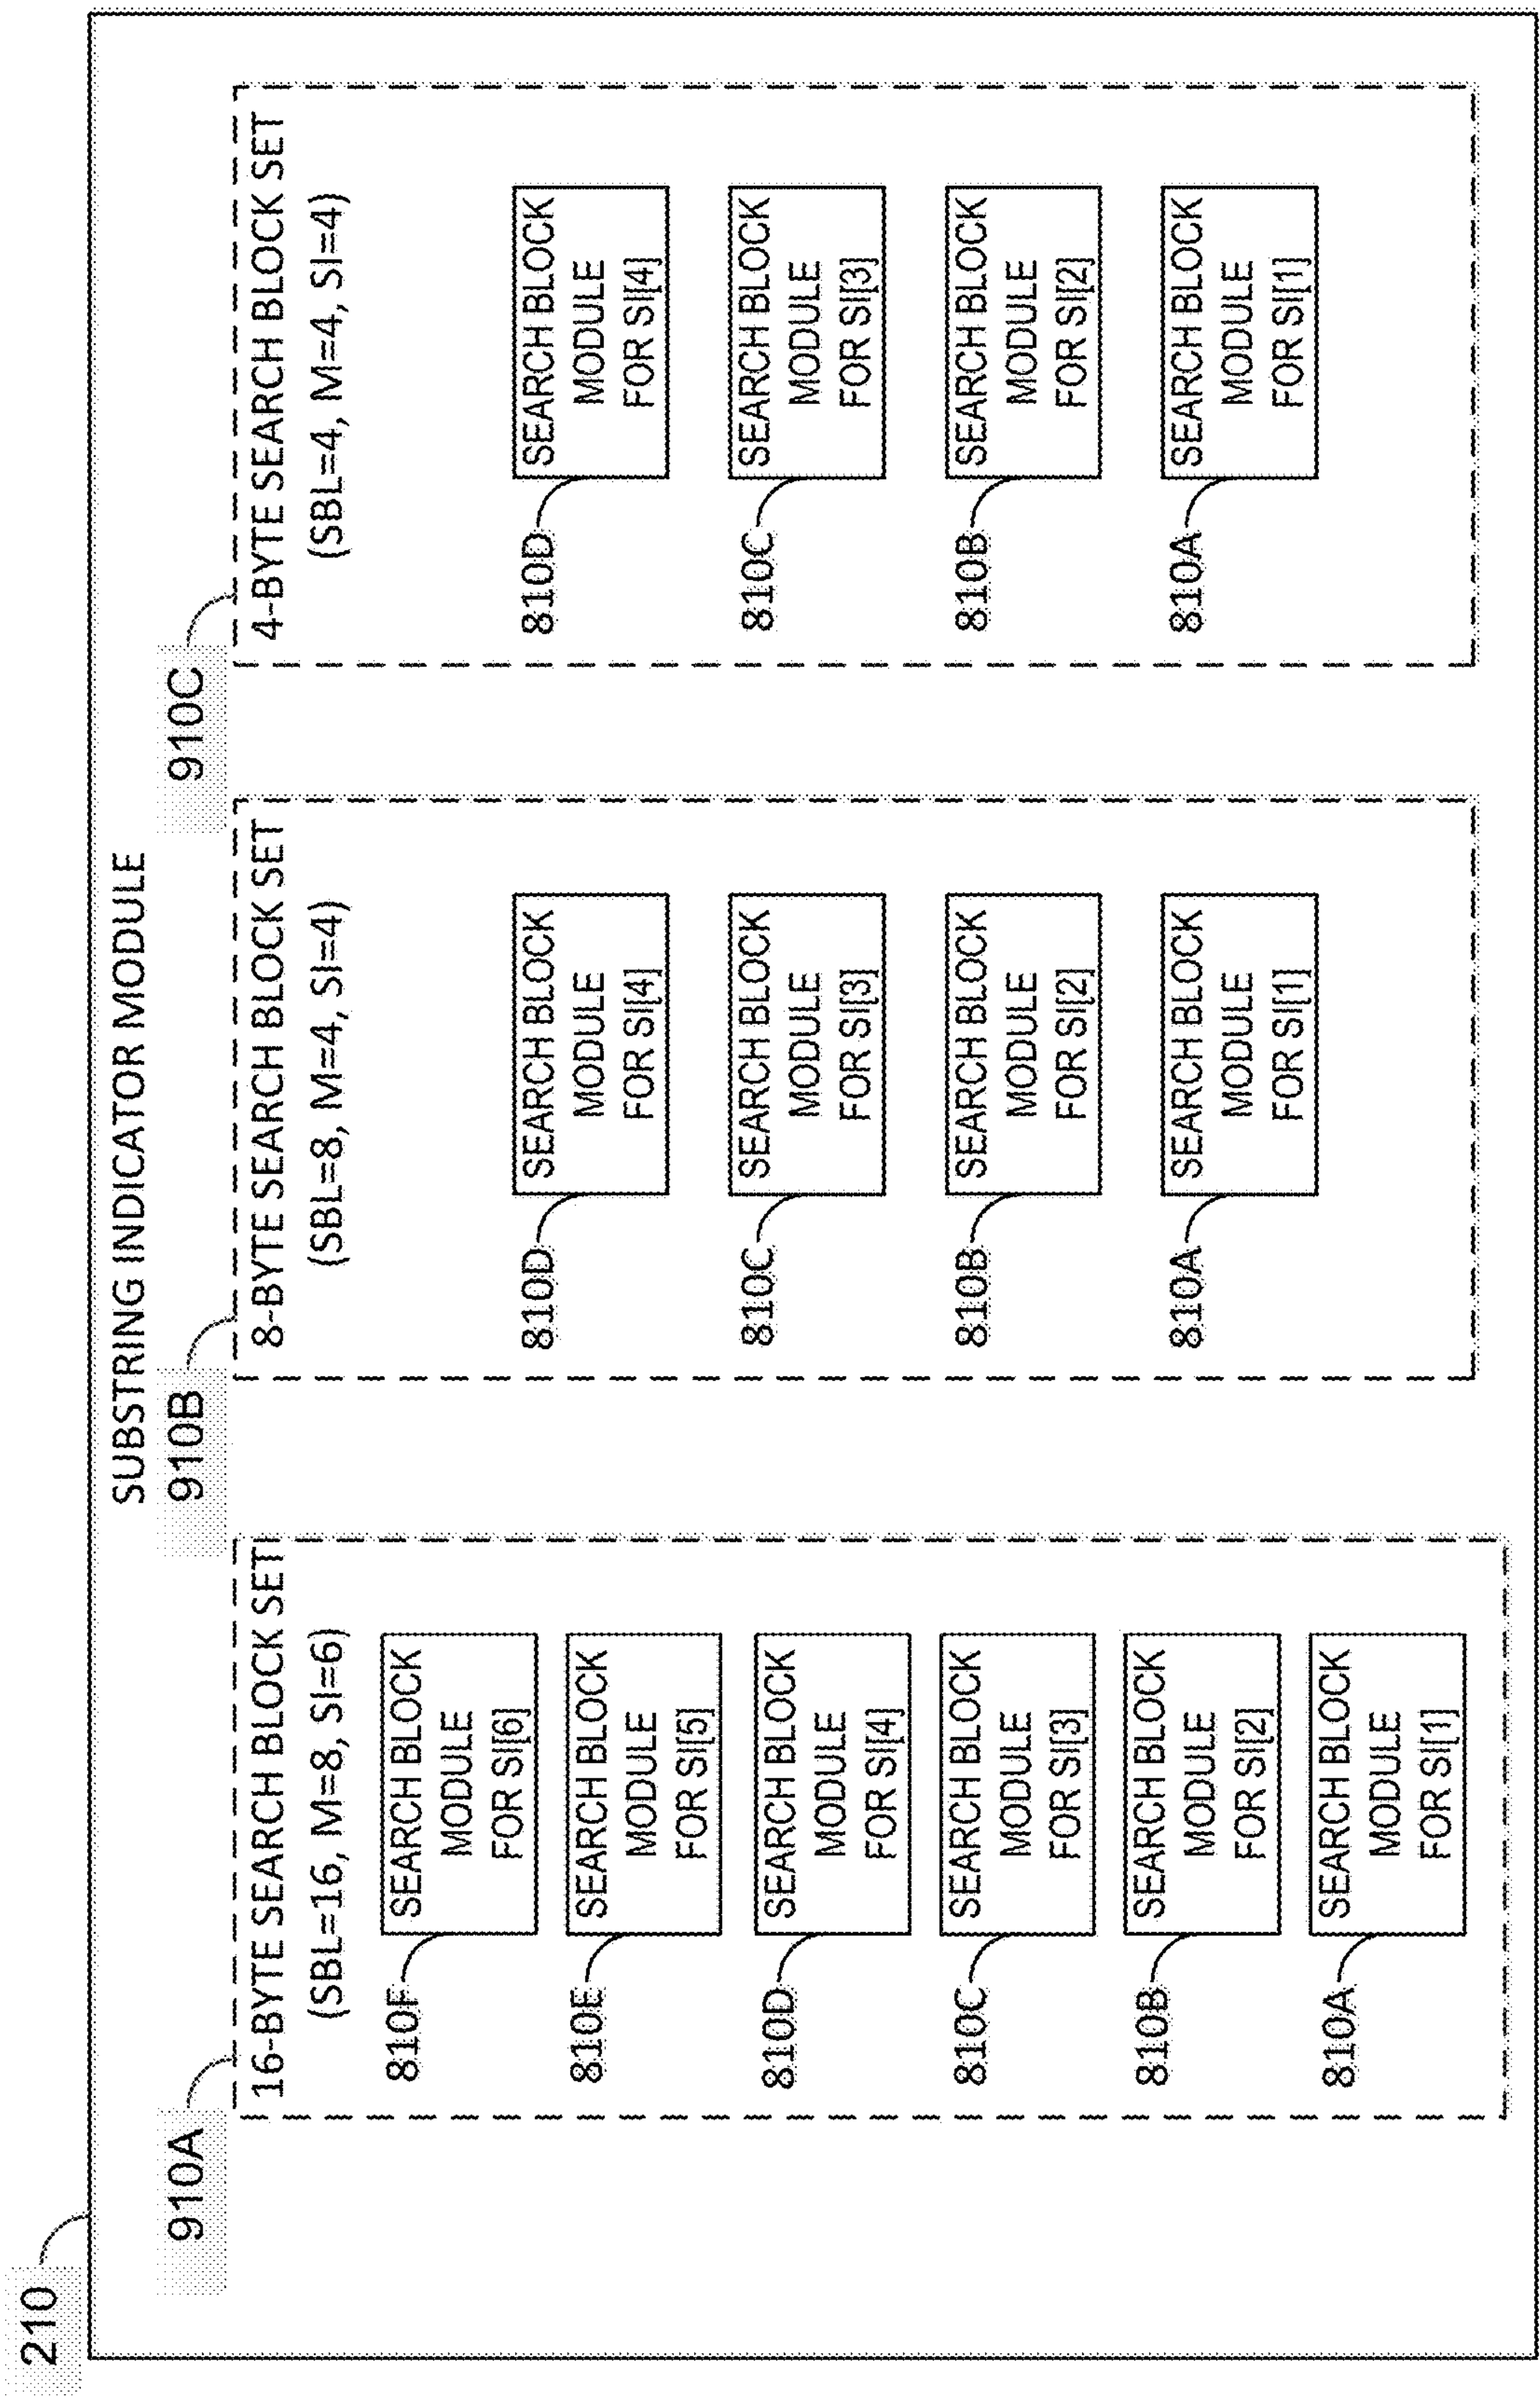 210
SUBSTRING INDICATOR MODULE
910A
16-BYTE SEARCH BLOCK SET
(SBL=16, M=8, SI=6)
810F
SEARCH BLOCK
MODULE
FOR SI[6]
810E
SEARCH BLOCK
MODULE
FOR SI[5]
810D
SEARCH BLOCK
MODULE
FOR SI[4]
810C
SEARCH BLOCK
MODULE
FOR SI[3]
810B
SEARCH BLOCK
MODULE
FOR SI[2]
810A
SEARCH BLOCK
MODULE
FOR SI[1]
910B
8-BYTE SEARCH BLOCK SET
(SBL=8, M=4, SI=4)
810D
SEARCH BLOCK
MODULE
FOR SI[4]
810C
SEARCH BLOCK
MODULE
FOR SI[3]
810B
SEARCH BLOCK
MODULE
FOR SI[2]
810A
SEARCH BLOCK
MODULE
FOR SI[1]
910C
4-BYTE SEARCH BLOCK SET
(SBL=4, M=4, SI=4)
810D
SEARCH BLOCK
MODULE
FOR SI[4]
810C
SEARCH BLOCK
MODULE
FOR SI[3]
810B
SEARCH BLOCK
MODULE
FOR SI[2]
810A
SEARCH BLOCK
MODULE
FOR SI[1]